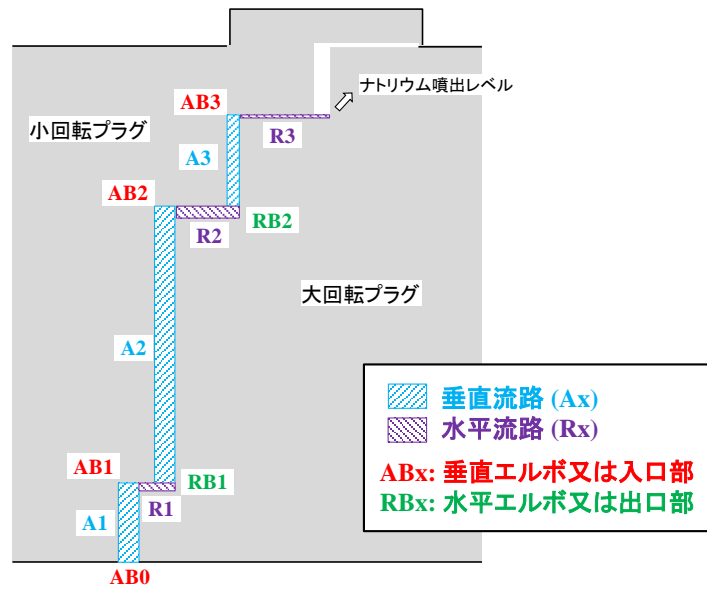 ナトリウム噴出レベル
AB3
小回転プラグ
R3
A3
AB2
RB2
R2
大回転プラグ
A2
垂直流路 (Ax)
水平流路 (Rx)
AB1
ABx: 垂直エルボ又は入口部
RB1
RBx: 水平エルボ又は出口部
R1
A1
AB0